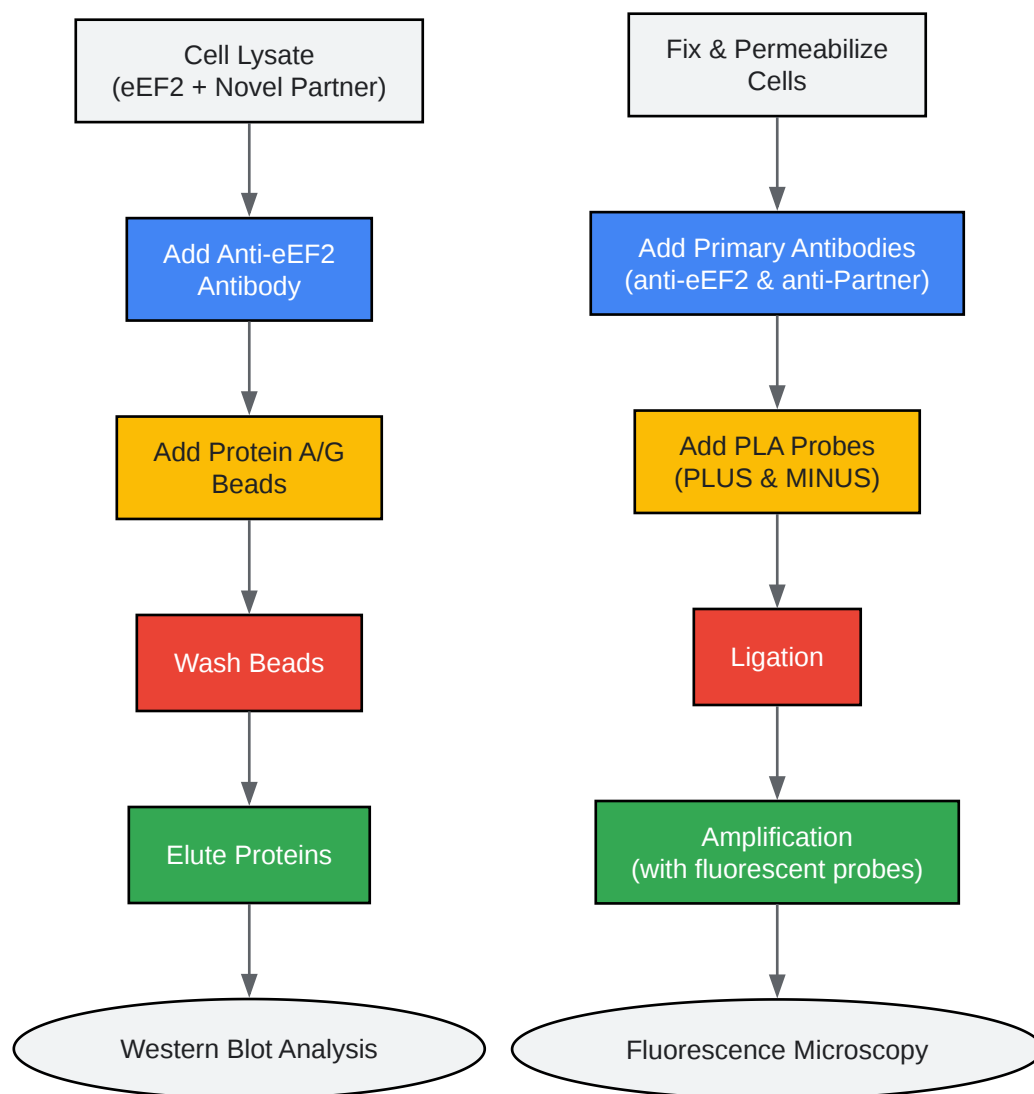 Cell Lysate
(eEF2 + Novel Partner)
Add Anti-eEF2
Antibody
Add Protein A/G
Beads
Wash Beads
Elute Proteins
Western Blot Analysis
Fix & Permeabilize
Cells
Add Primary Antibodies
(anti-eEF2 & anti-Partner)
Add PLA Probes
(PLUS & MINUS)
Ligation
Amplification
(with fluorescent probes)
Fluorescence Microscopy